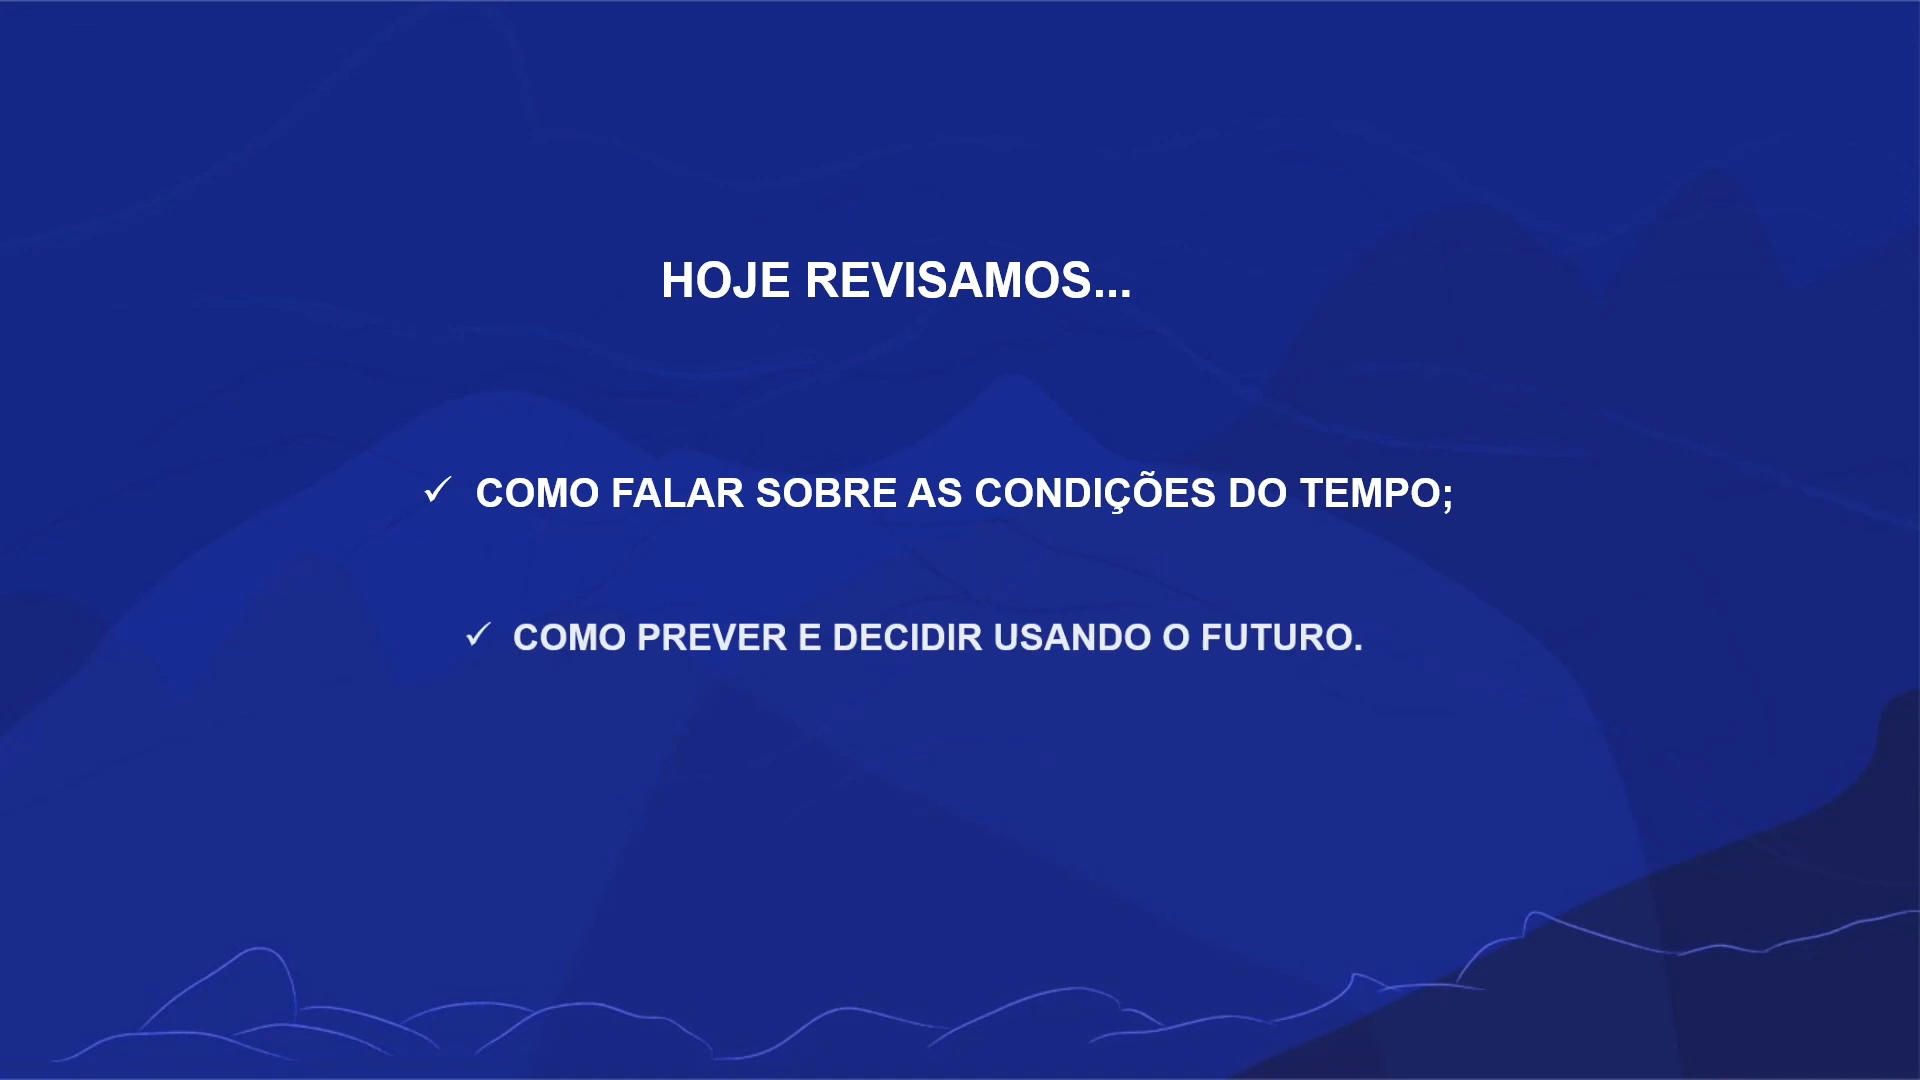 HOJE REVISAMOS...
✓ COMO FALAR SOBRE AS CONDIÇÕES DO TEMPO;
✓ COMO PREVER E DECIDIR USANDO O FUTURO.